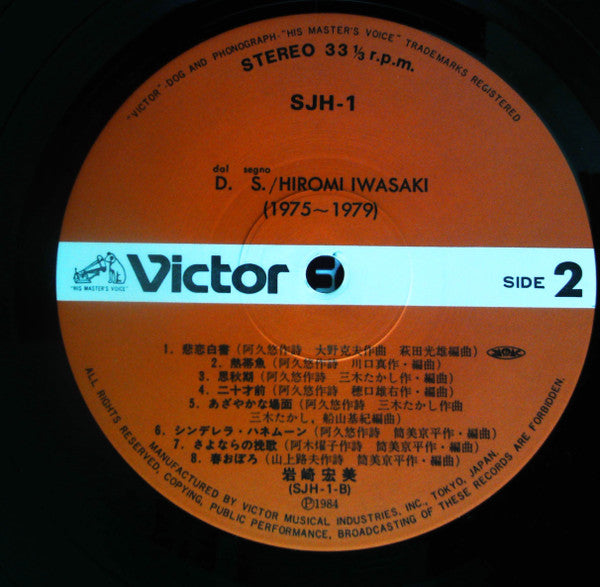 "VICTOR"-DOG AND PHONOGRAPH-"HIS MASTER'S VOICE" TRADEMARKS REGISTERED
STEREO 33 1/3 r.p.m.
SJH-1
dal segno
D. S./HIROMI IWASAKI
(1975〜1979)
"HIS MASTER'S VOICE"
Victor
SIDE 2
1. 悲恋白書(阿久悠作詩 大野克夫作曲 萩田光雄編曲)
2. 熱帯魚(阿久悠作詩 川口真作・編曲)
3. 思秋期(阿久悠作詩 三木たかし作・編曲)
4. 二十才前(阿久悠作詩 穂口雄右作・編曲)
5. あざやかな場面(阿久悠作詩 三木たかし作曲
三木たかし, 船山基紀編曲)
6. シンデレラ・ハネムーン(阿久悠作詩 筒美京平作・編曲)
7. さよならの挽歌(阿木燿子作詩 筒美京平作・編曲)
8. 春おぼろ(山上路夫作詩 筒美京平作・編曲)
岩崎宏美
(SJH-1-B)
Ⓟ1984
MANUFACTURED BY VICTOR MUSICAL INDUSTRIES, INC., TOKYO, JAPAN.
ALL RIGHTS RESERVED, COPYING, PUBLIC PERFORMANCE, BROADCASTING OF THESE RECORDS ARE FORBIDDEN.